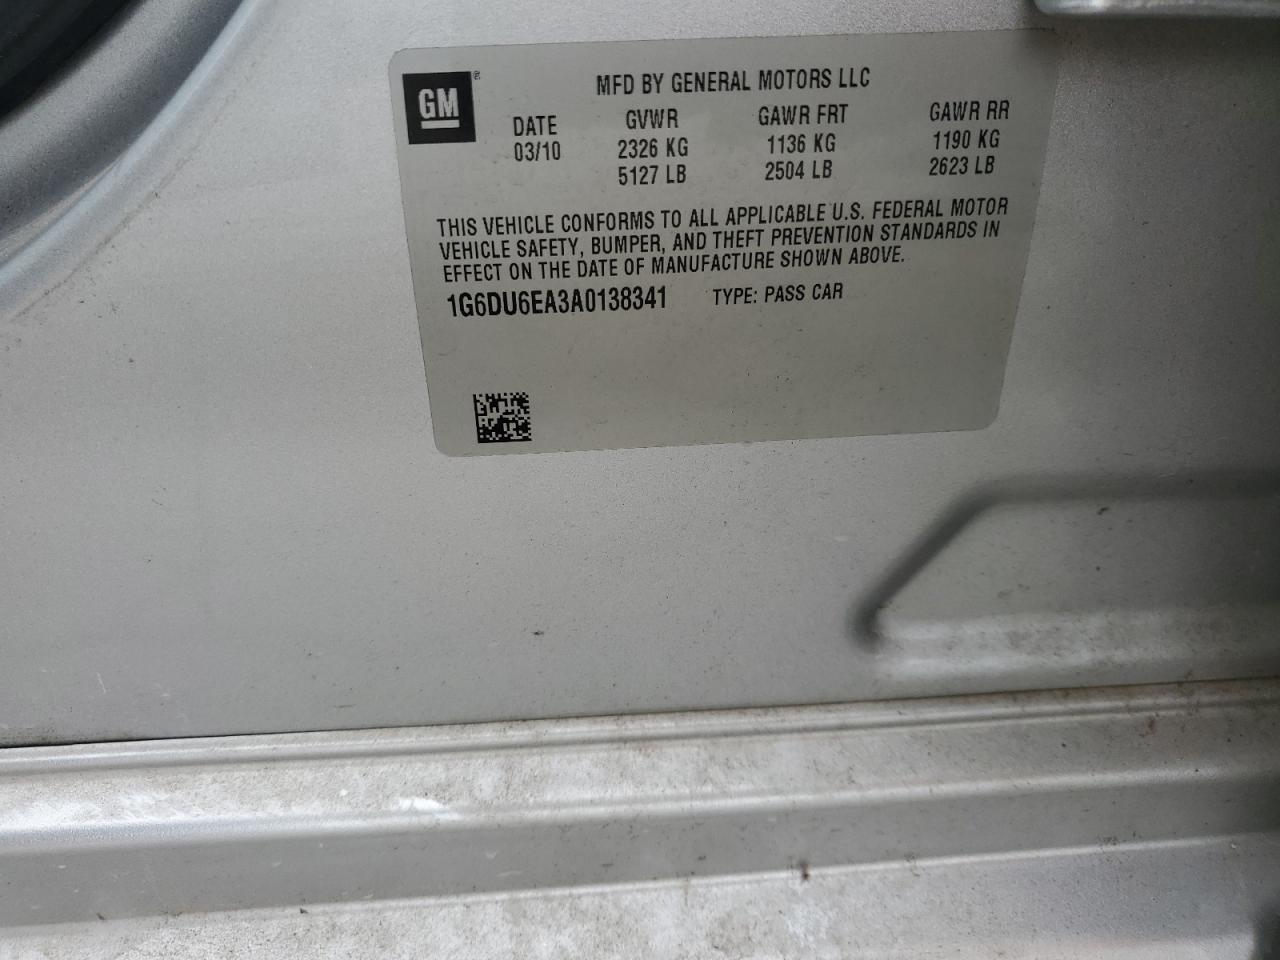 GM ®
MFD BY GENERAL MOTORS LLC
DATE GVWR GAWR FRT GAWR RR
03/10 2326 KG 1136 KG 1190 KG
5127 LB 2504 LB 2623 LB
THIS VEHICLE CONFORMS TO ALL APPLICABLE U.S. FEDERAL MOTOR
VEHICLE SAFETY, BUMPER, AND THEFT PREVENTION STANDARDS IN
EFFECT ON THE DATE OF MANUFACTURE SHOWN ABOVE.
1G6DU6EA3A0138341 TYPE: PASS CAR